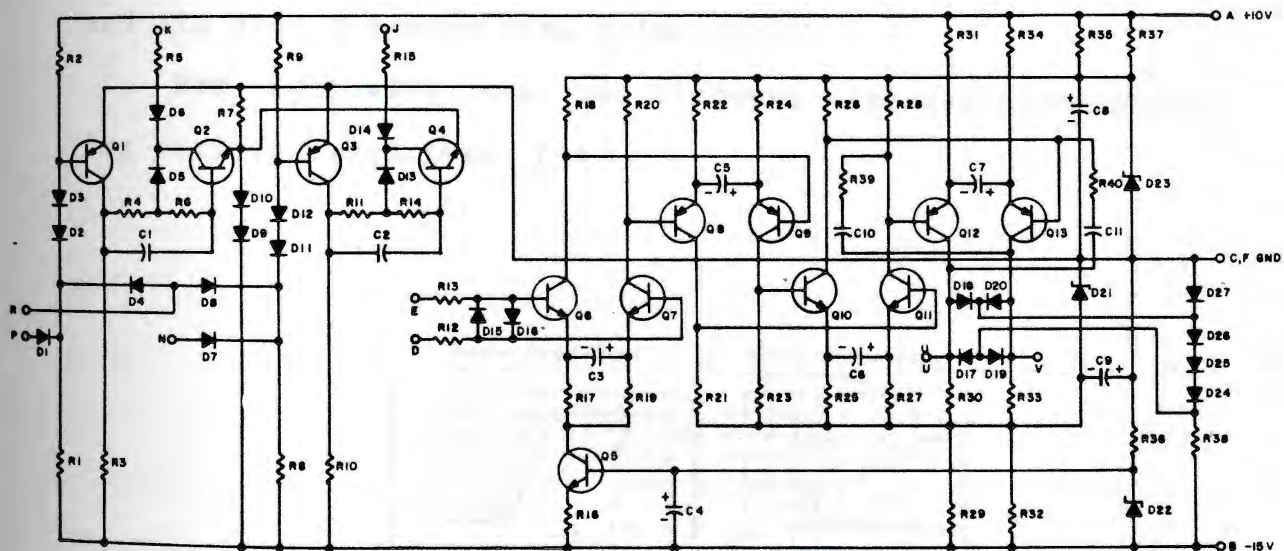 A +10V
K
J
R2
R5
R9
R15
R31
R34
R35
R37
D6
R7
R18
R20
R22
R24
R26
R28
C8
Q1
Q2
D14
Q3
Q4
D5
D13
C5
C7
R39
R40
D23
D3
R4
R6
D10
D12
R11
R14
Q8
Q9
Q12
Q13
D2
C1
D9
D11
C2
C10
C11
C,F GND
D4
D8
R13
E
Q6
Q7
Q10
Q11
D18
D20
D21
D27
R
P
D1
N
D7
R12
D
D15
D16
C3
C6
U
U
D17
D19
V
C9
D26
D25
D24
R17
R19
R21
R23
R25
R27
R30
R33
R36
R38
R1
R3
R8
R10
Q5
C4
R16
R29
R32
D22
B -15V